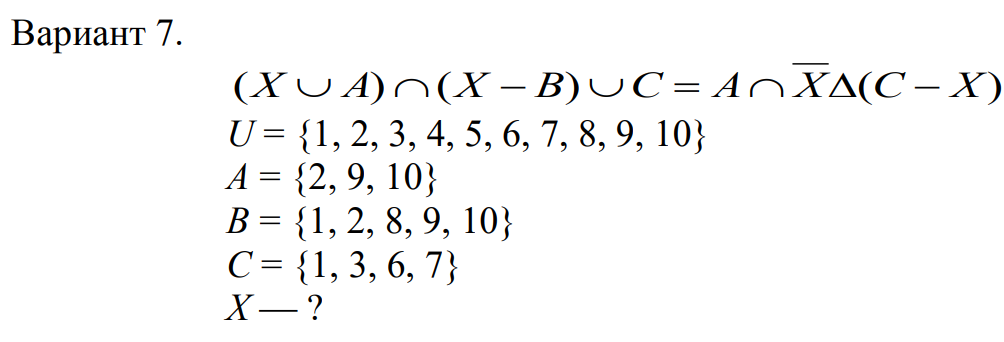 Вариант 7.
(X ∪ A) ∩ (X − B) ∪ C = A ∩ X̅Δ(C − X)
U = {1, 2, 3, 4, 5, 6, 7, 8, 9, 10}
A = {2, 9, 10}
B = {1, 2, 8, 9, 10}
C = {1, 3, 6, 7}
X — ?